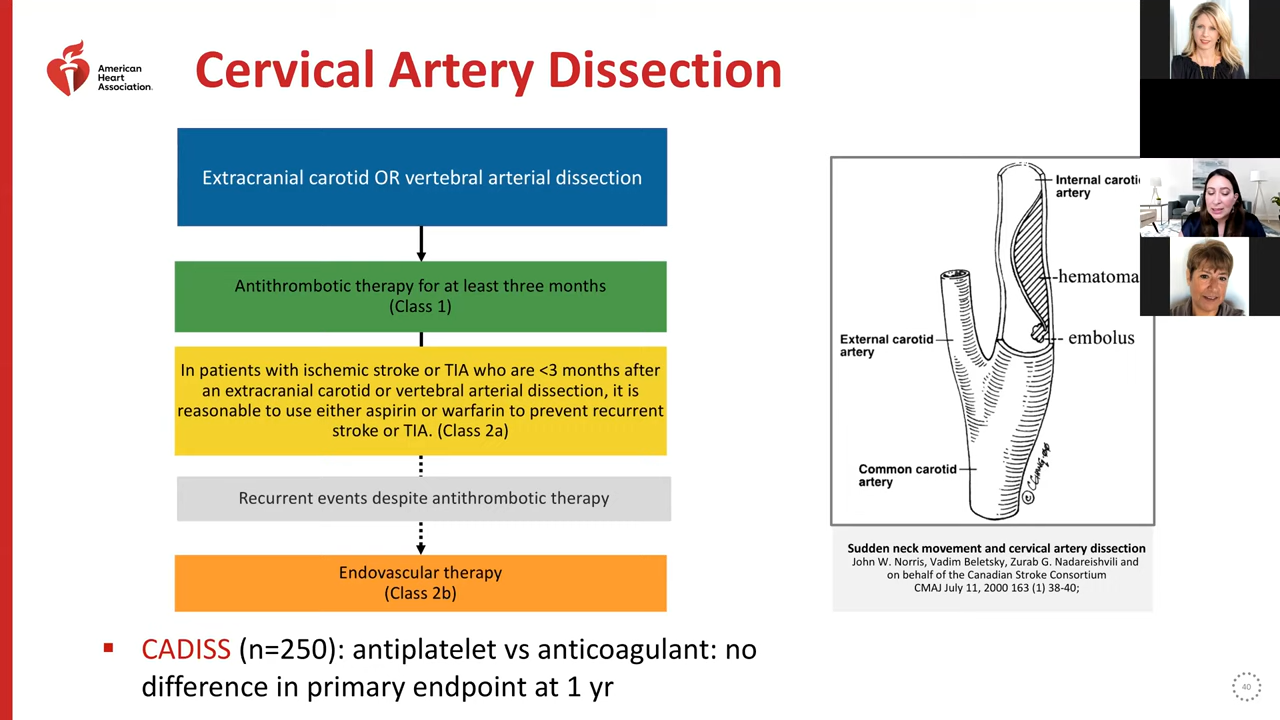 American
Heart
Association.
Cervical Artery Dissection
Extracranial carotid OR vertebral arterial dissection
Antithrombotic therapy for at least three months
(Class 1)
In patients with ischemic stroke or TIA who are <3 months after
an extracranial carotid or vertebral arterial dissection, it is
reasonable to use either aspirin or warfarin to prevent recurrent
stroke or TIA. (Class 2a)
Recurrent events despite antithrombotic therapy
Endovascular therapy
(Class 2b)
▪ CADISS (n=250): antiplatelet vs anticoagulant: no
difference in primary endpoint at 1 yr
Internal caroti
artery
hematoma
embolus
External carotid
artery
Common carotid
artery
Sudden neck movement and cervical artery dissection
John W. Norris, Vadim Beletsky, Zurab G. Nadareishvili and
on behalf of the Canadian Stroke Consortium
CMAJ July 11, 2000 163 (1) 38-40;
40